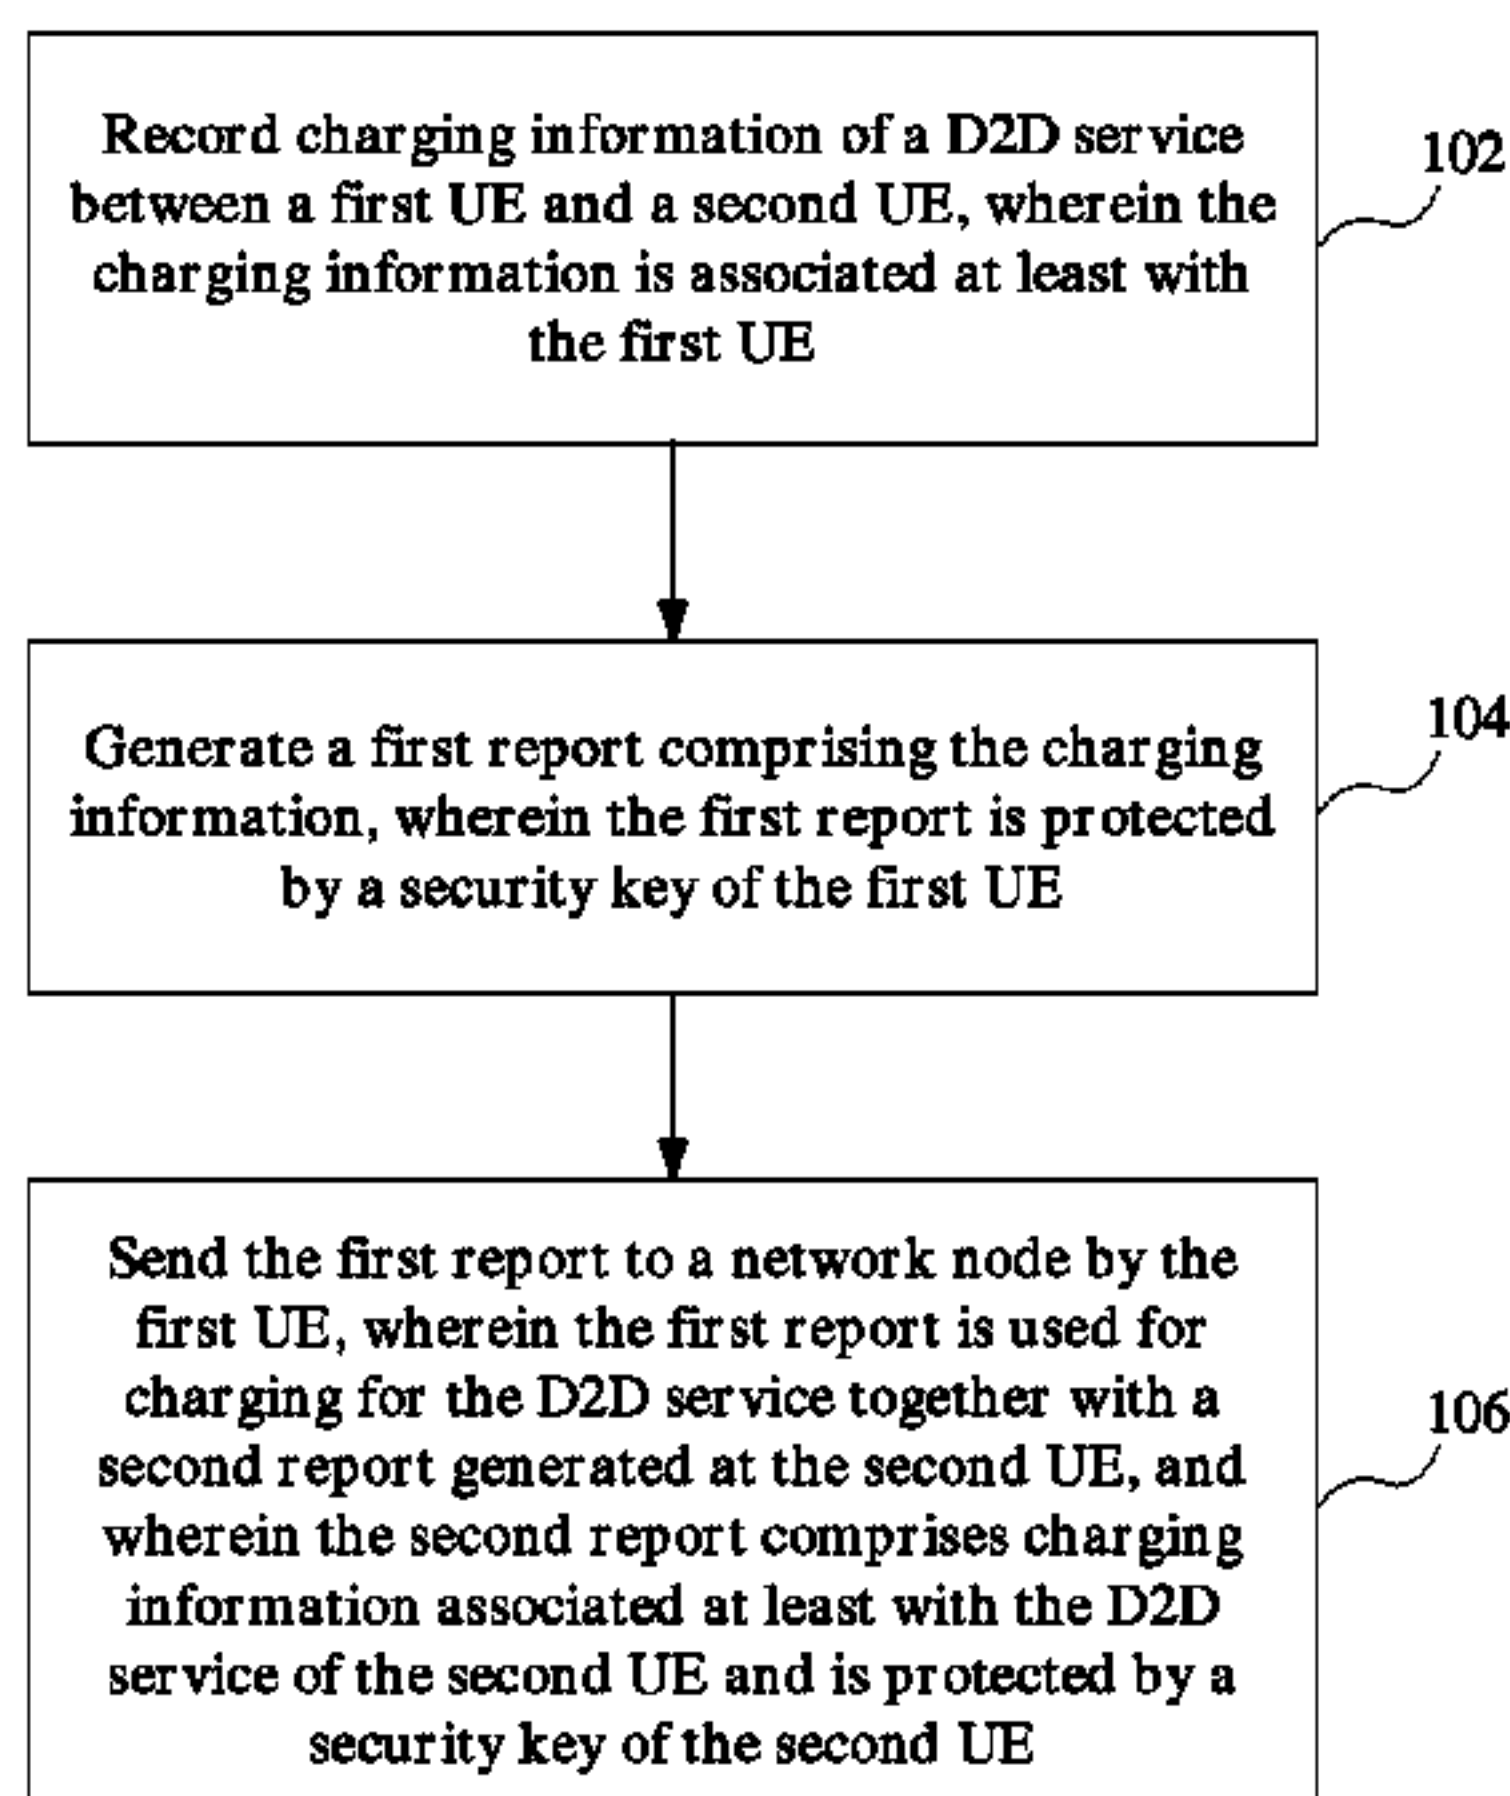 Record charging information of a D2D service
between a first UE and a second UE, wherein the
charging information is associated at least with
the first UE
102
Generate a first report comprising the charging
information, wherein the first report is protected
by a security key of the first UE
104
Send the first report to a network node by the
first UE, wherein the first report is used for
charging for the D2D service together with a
second report generated at the second UE, and
wherein the second report comprises charging
information associated at least with the D2D
service of the second UE and is protected by a
security key of the second UE
106